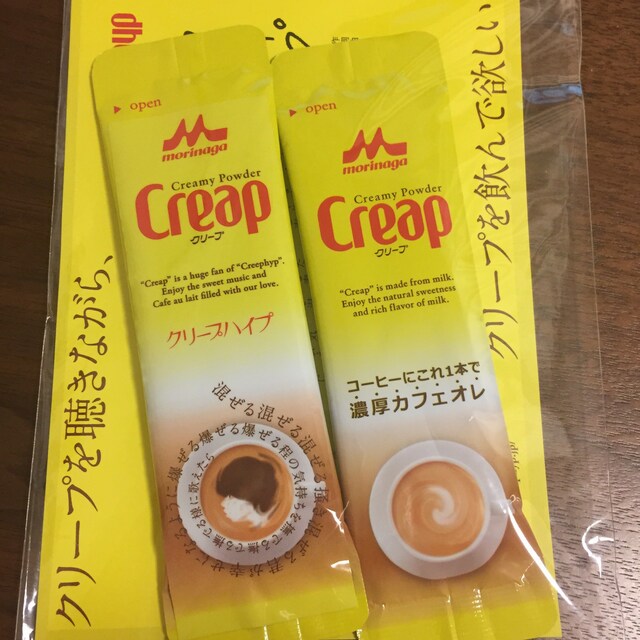 クリープを聴きながら、
クリープを飲んで欲しい
open
morinaga
Creamy Powder
Creap
クリープ
"Creap" is a huge fan of "Creephyp".
Enjoy the sweet music and
Cafe au lait filled with our love.
クリープハイプ
open
morinaga
Creamy Powder
Creap
クリープ
"Creap" is made from milk.
Enjoy the natural sweetness
and rich flavor of milk.
コーヒーにこれ1本で
濃厚カフェオレ